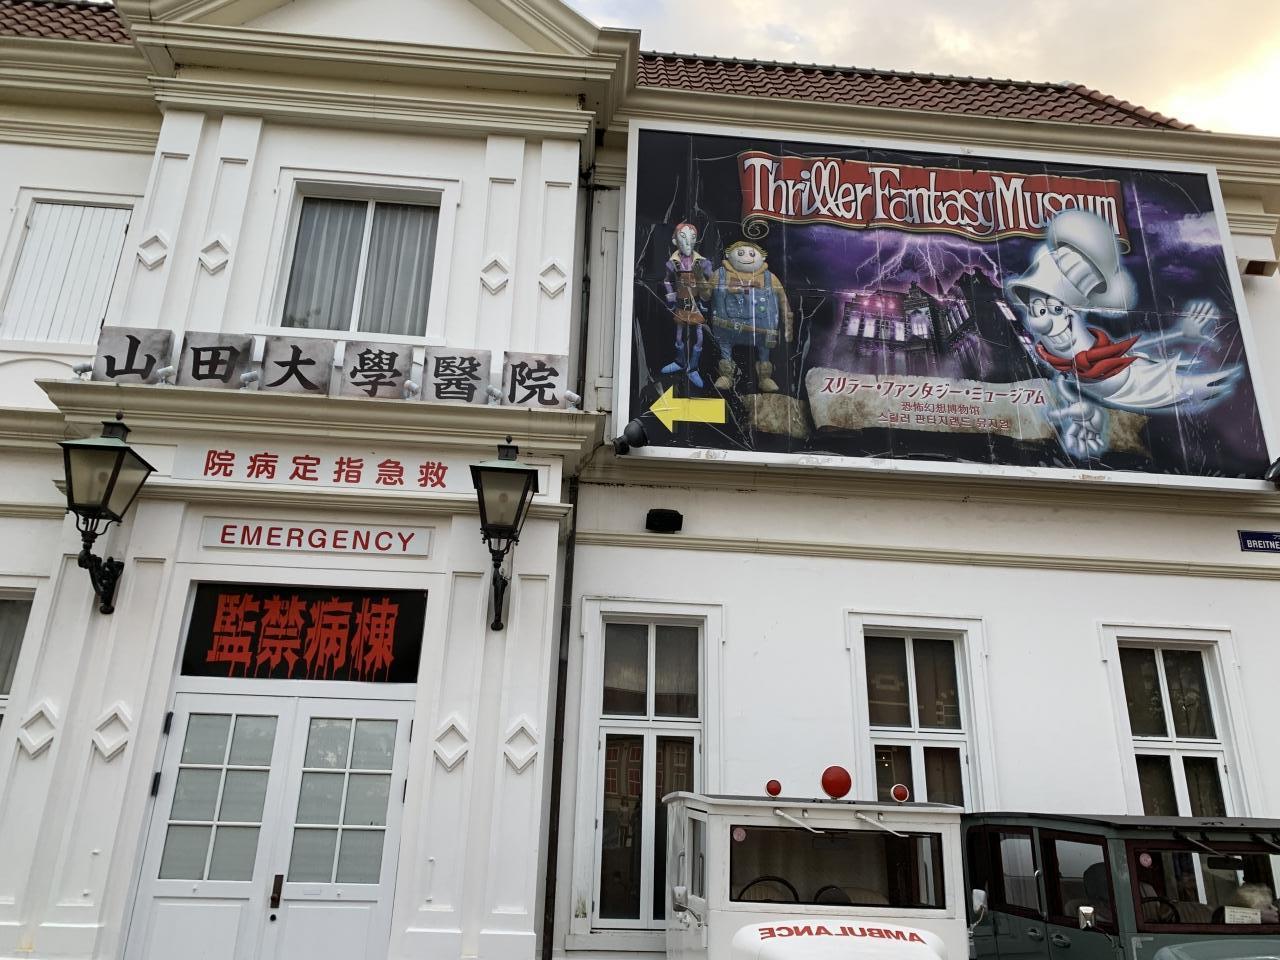 山田大學醫院
院病定指急救
EMERGENCY
監禁病棟
Thriller Fantasy Museum
スリラー・ファンタジー・ミュージアム
恐怖幻想博物馆
스릴러 판타지랜드 뮤지엄
BREITNE
AMBULANCE